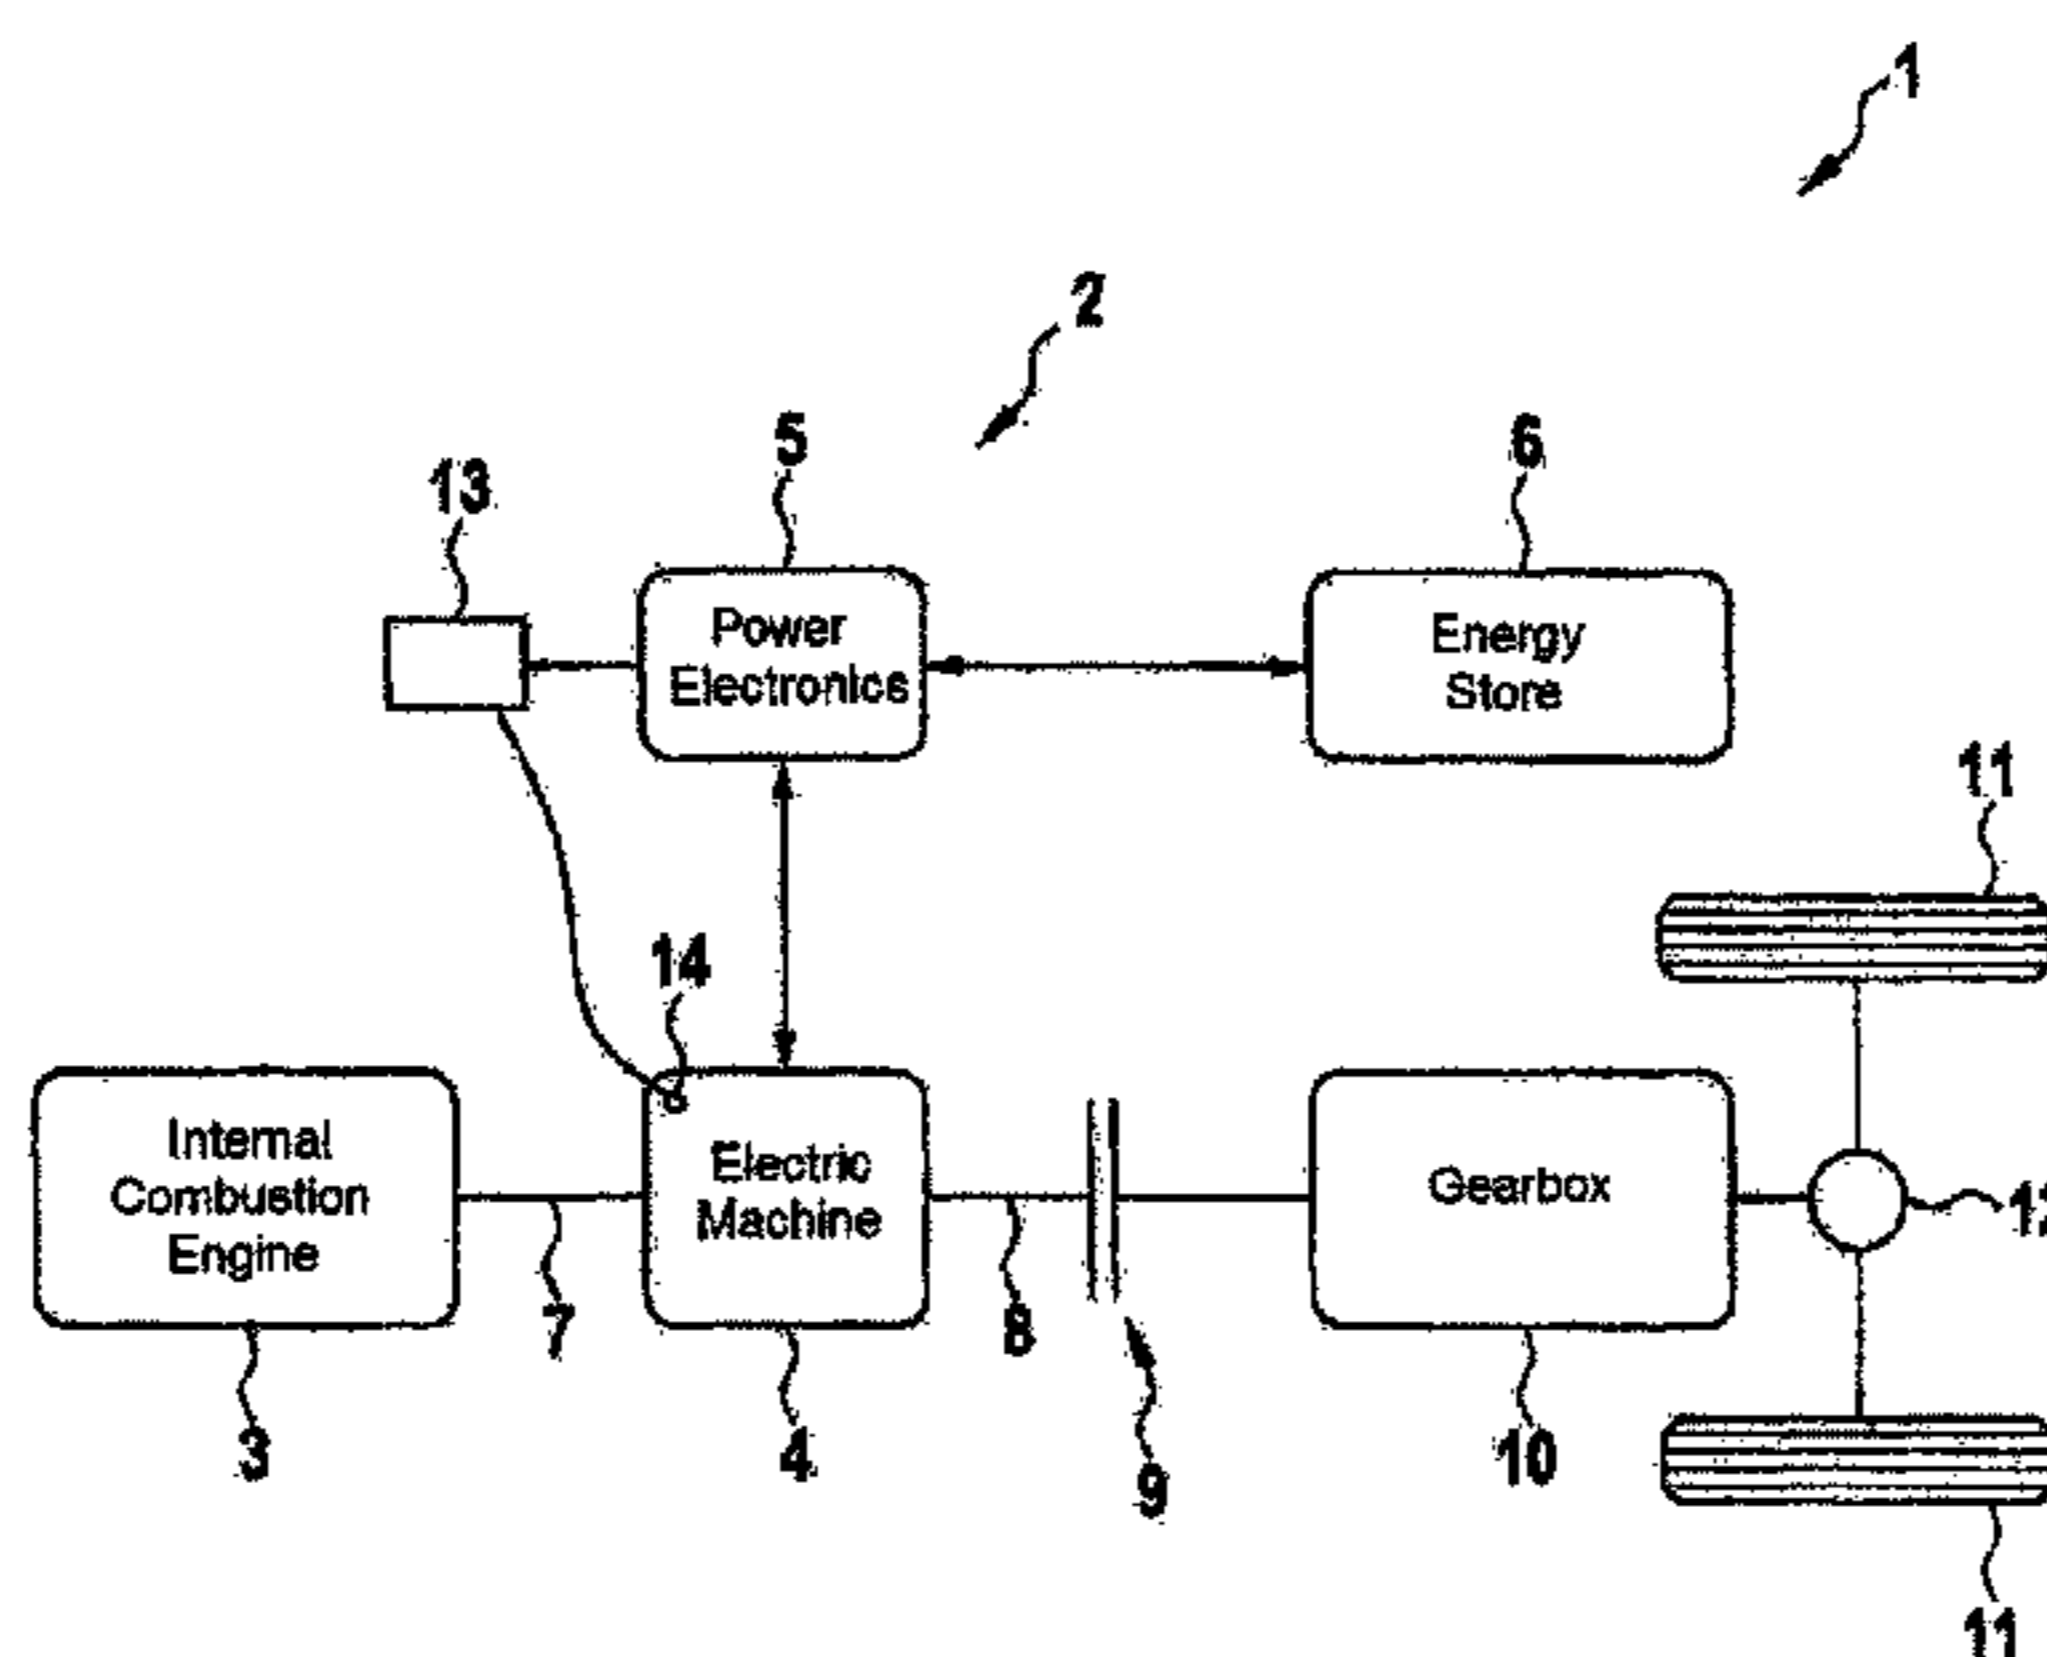 1
2
5
6
13
Power
Electronics
Energy
Store
11
14
Internal
Combustion
Engine
Electric
Machine
Gearbox
12
7
8
3
4
9
10
11